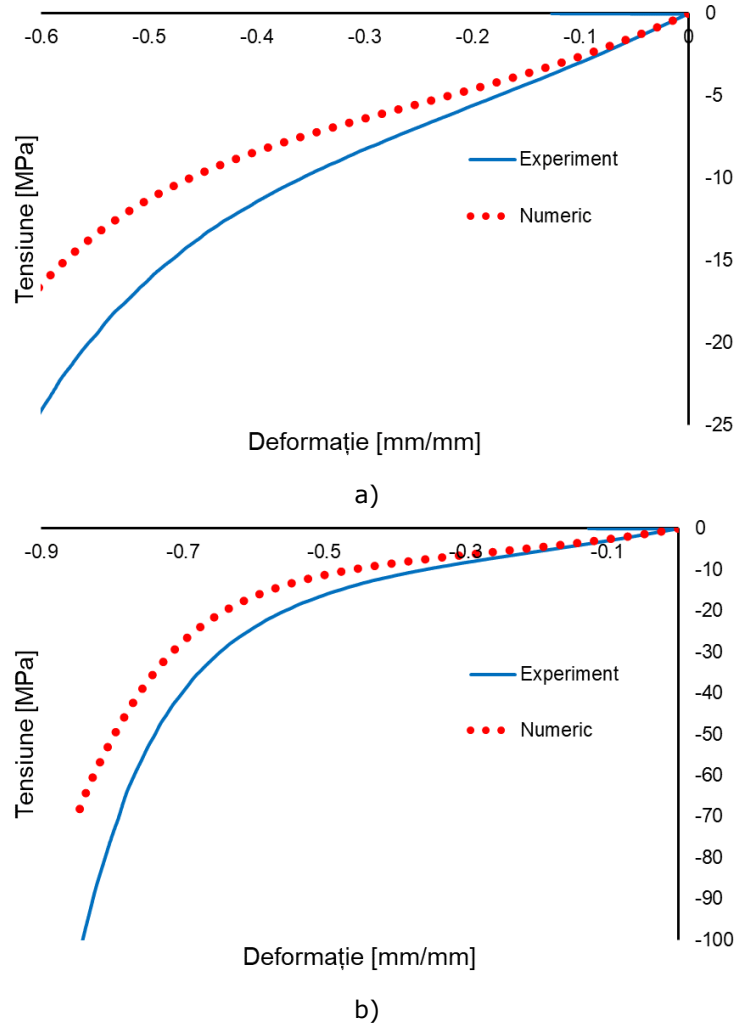 -0.6 -0.5 -0.4 -0.3 -0.2 -0.1 0
0
-5
-10
-15
-20
-25
Tensiune [MPa]
Experiment
Numeric
Deformație [mm/mm]
a)
-0.9 -0.7 -0.5 -0.3 -0.1
0
-10
-20
-30
-40
-50
-60
-70
-80
-90
-100
Tensiune [MPa]
Experiment
Numeric
Deformație [mm/mm]
b)